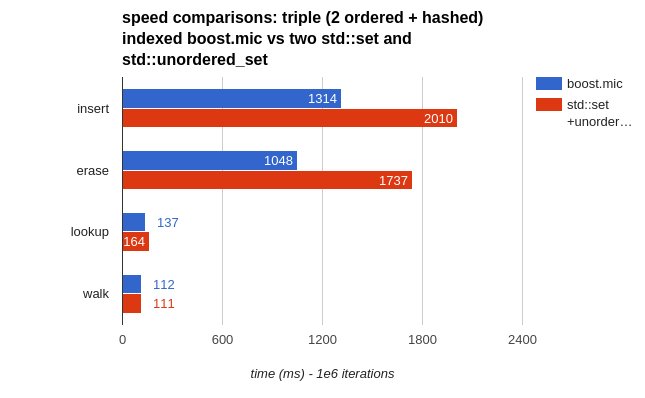 speed comparisons: triple (2 ordered + hashed)
indexed boost.mic vs two std::set and
std::unordered_set
boost.mic
std::set
+unorder…
insert
1314
2010
erase
1048
1737
lookup
137
164
walk
112
111
0 600 1200 1800 2400
time (ms) - 1e6 iterations